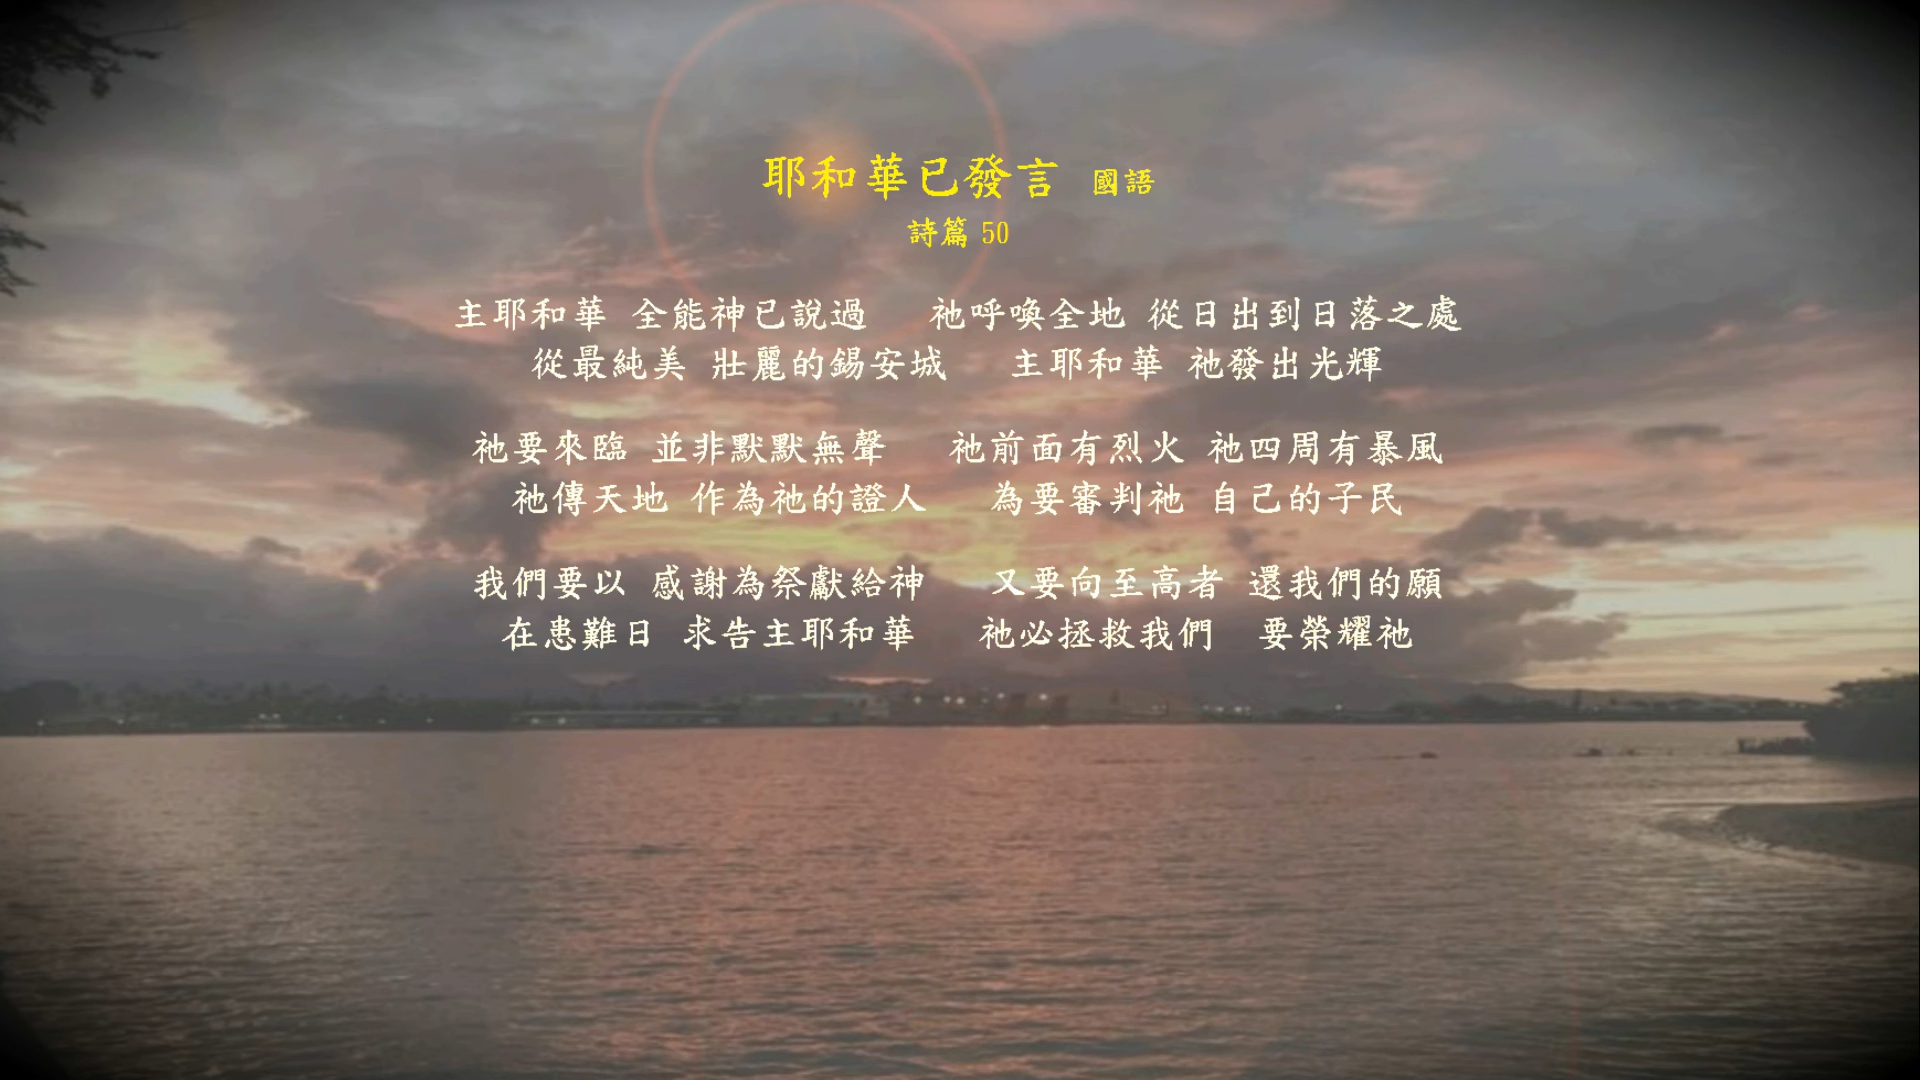 耶和華已發言 國語
詩篇 50
主耶和華 全能神已說過 祂呼喚全地 從日出到日落之處
從最純美 壯麗的錫安城 主耶和華 祂發出光輝
祂要來臨 並非默默無聲 祂前面有烈火 祂四周有暴風
祂傳天地 作為祂的證人 為要審判祂 自己的子民
我們要以 感謝為祭獻給神 又要向至高者 還我們的願
在患難日 求告主耶和華 祂必拯救我們 要榮耀祂